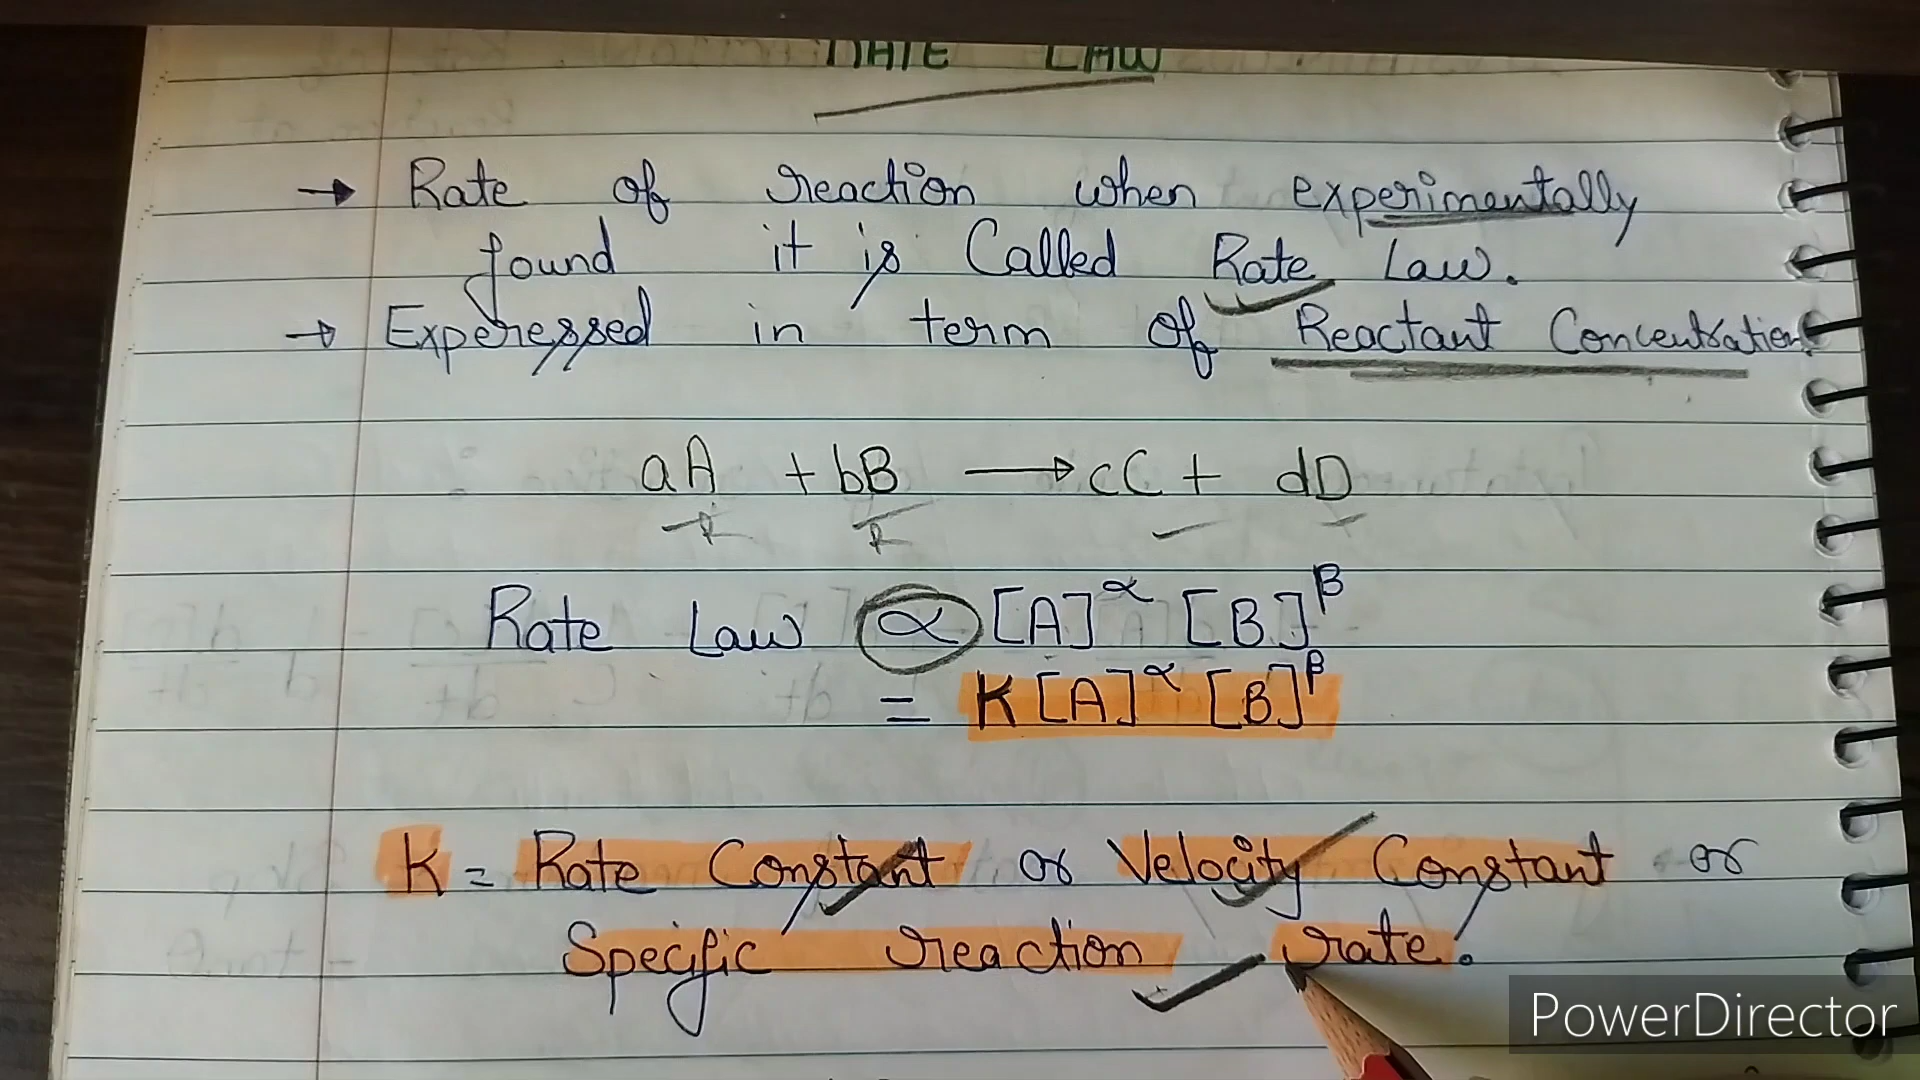 RATE LAW
→ Rate of reaction when experimentally
found it is Called Rate Law.
→ Experessed in term of Reactant Concentration.
aA + bB → cC + dD
R R
Rate Law ∝ [A]^α [B]^β
= K [A]^α [B]^β
K = Rate Constant or Velocity Constant or
Specific reaction rate.
PowerDirector